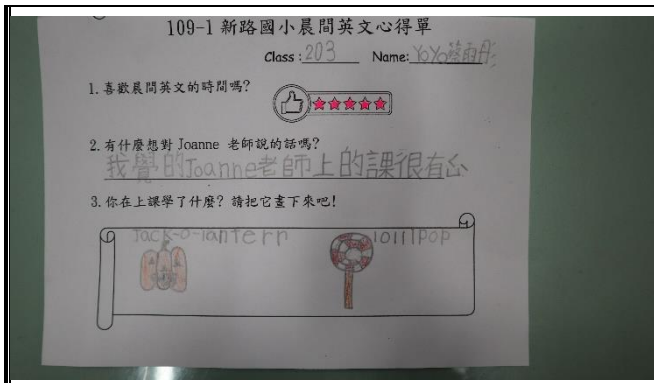 109-1 新路國小晨間英文心得單
Class : 203 Name: YoYo
1. 喜歡晨間英文的時間嗎?
2. 有什麼想對 Joanne 老師說的話嗎?
我覺的Joanne老師上的課很有
3. 你在上課學了什麼? 請把它畫下來吧!
Jack-o-lantern lollipop